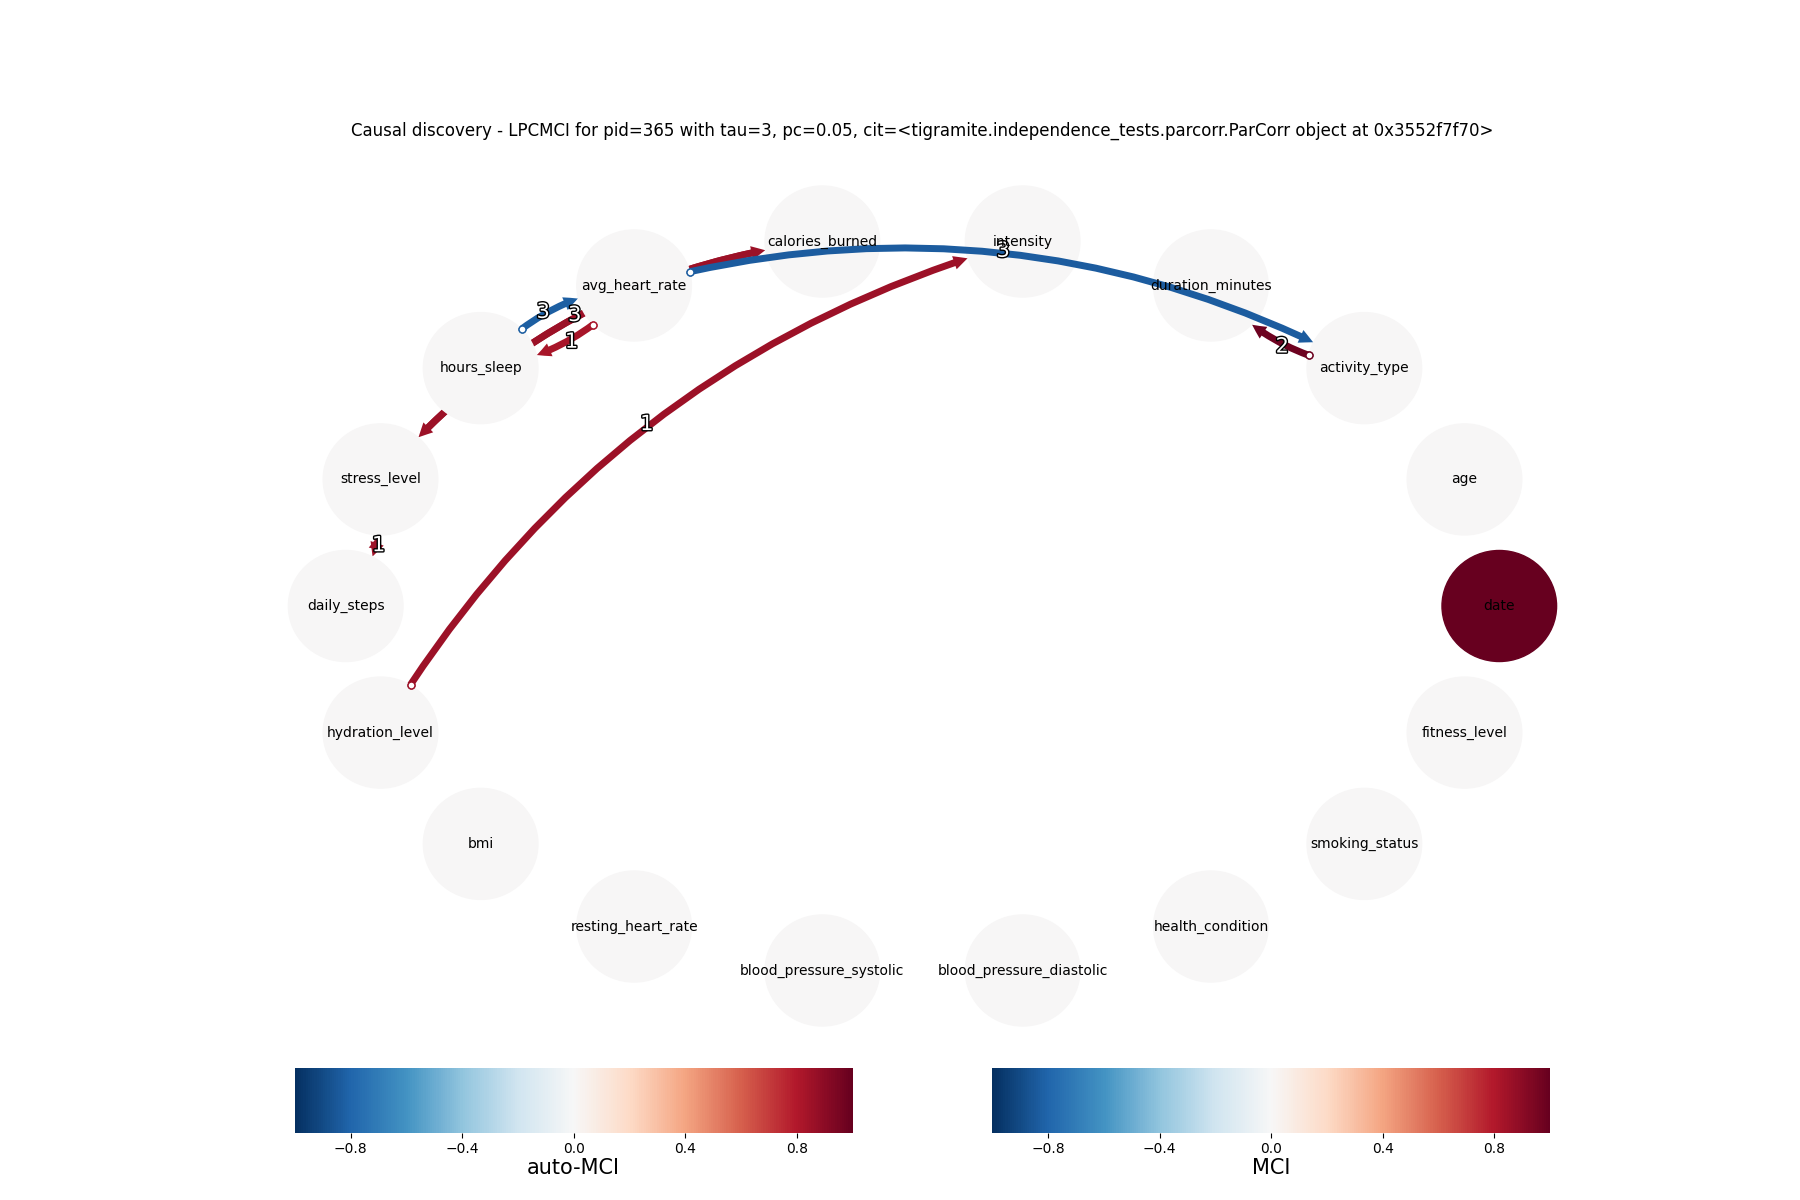 Causal discovery - LPCMCI for pid=365 with tau=3, pc=0.05, cit=<tigramite.independence_tests.parcorr.ParCorr object at 0x3552f7f70>
calories_burned
intensity
3
avg_heart_rate
duration_minutes
3
3
1
2
hours_sleep
activity_type
1
stress_level
age
1
daily_steps
date
hydration_level
fitness_level
bmi
smoking_status
resting_heart_rate
health_condition
blood_pressure_systolic
blood_pressure_diastolic
−0.8 −0.4 0.0 0.4 0.8
auto-MCI
−0.8 −0.4 0.0 0.4 0.8
MCI